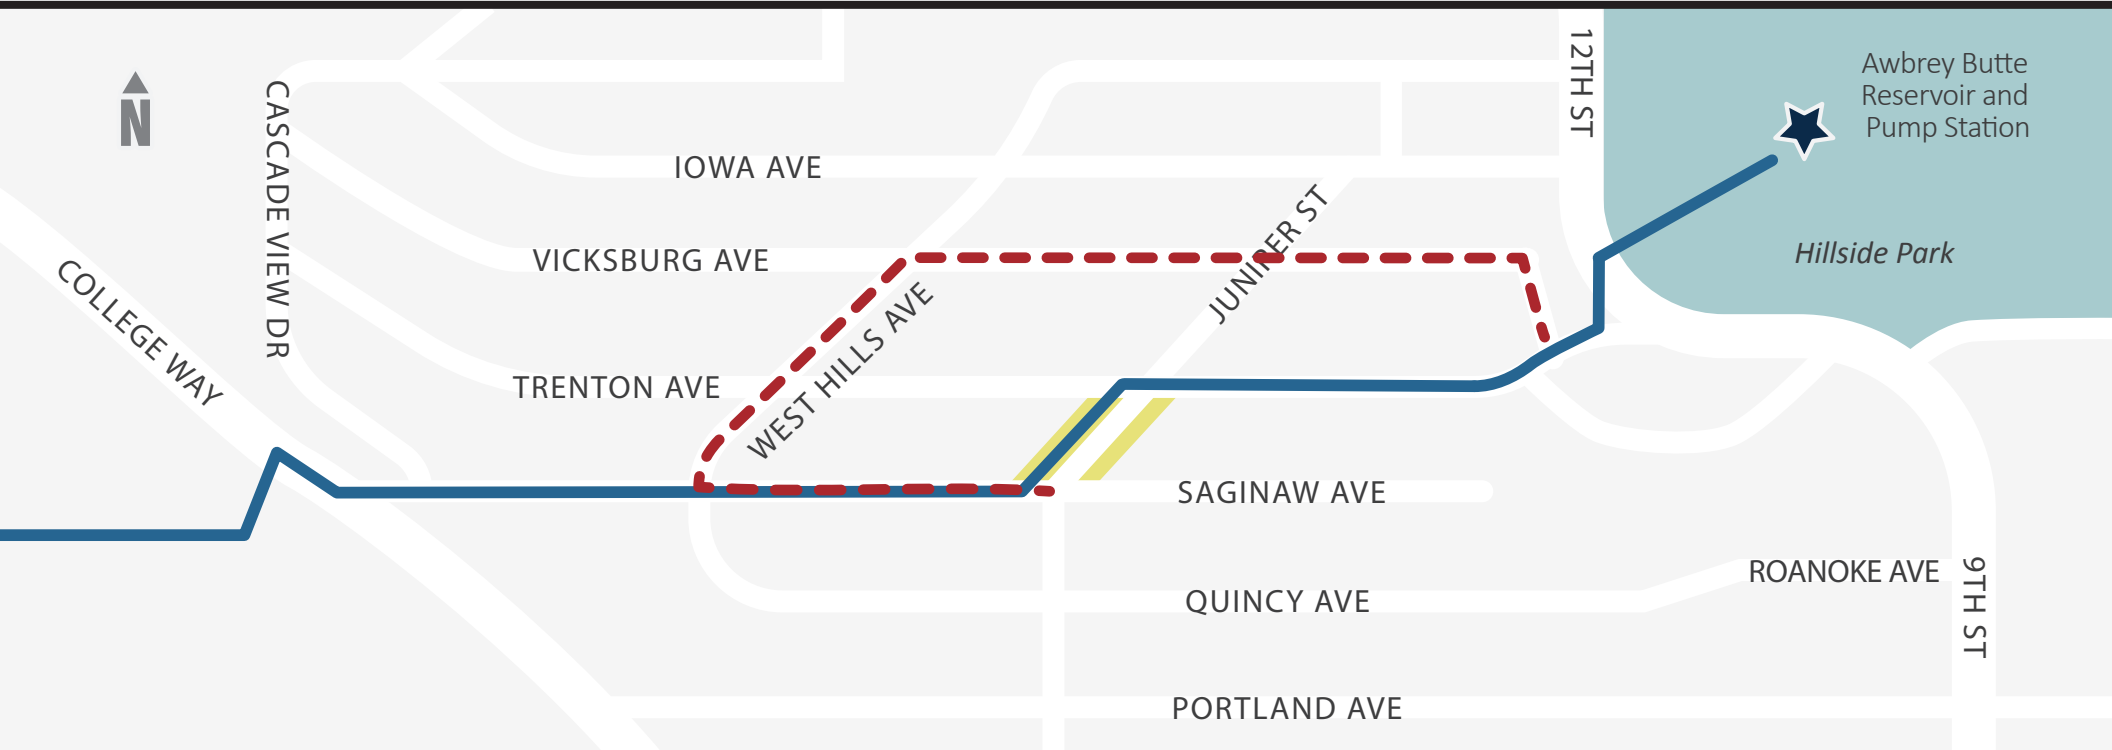 12TH ST
Awbrey Butte
Reservoir and
Pump Station
N
CASCADE VIEW DR
IOWA AVE
JUNIPER ST
VICKSBURG AVE
Hillside Park
COLLEGE WAY
WEST HILLS AVE
TRENTON AVE
SAGINAW AVE
ROANOKE AVE
QUINCY AVE
9TH ST
PORTLAND AVE